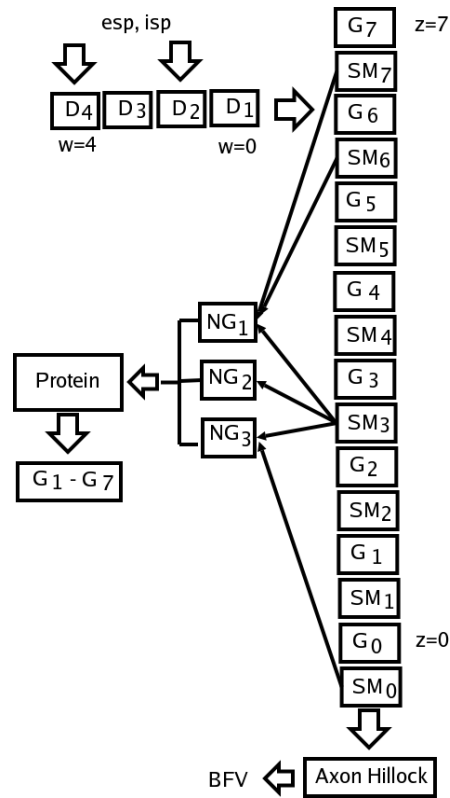 esp, isp
D4 D3 D2 D1
w=4 w=0
G7 z=7
SM7
G6
SM6
G5
SM5
G4
SM4
G3
SM3
G2
SM2
G1
SM1
G0 z=0
SM0
NG1
NG2
NG3
Protein
G1 - G7
Axon Hillock
BFV